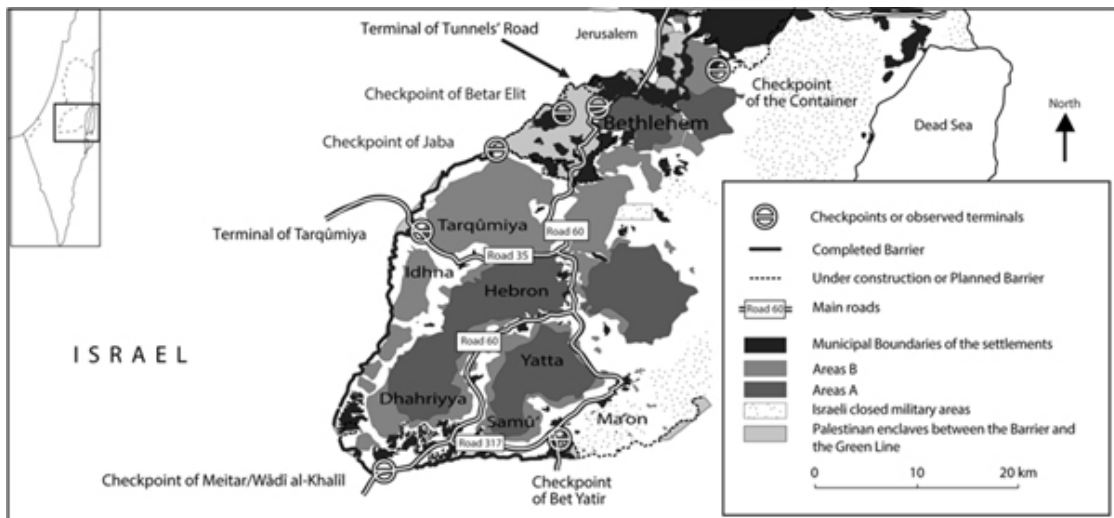 Terminal of Tunnels' Road
Jerusalem
Checkpoint of Betar Elit
Checkpoint
of the Container
Bethlehem
North
Dead Sea
Checkpoint of Jaba
Terminal of Tarqûmiya
Tarqûmiya
Road 60
Road 35
Idhna
Hebron
ISRAEL
Road 60
Yatta
Dhahriyya
Samû'
Ma'on
Road 317
Checkpoint of Meitar/Wâdî al-Khalîl
Checkpoint
of Bet Yatir
Checkpoints or observed terminals
Completed Barrier
Under construction or Planned Barrier
Road 60
Main roads
Municipal Boundaries of the settlements
Areas B
Areas A
Israeli closed military areas
Palestinan enclaves between the Barrier and
the Green Line
0 10 20 km